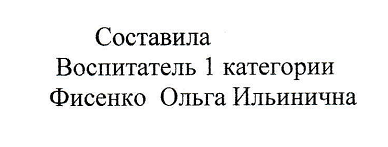 Составила
Воспитатель 1 категории
Фисенко Ольга Ильинична